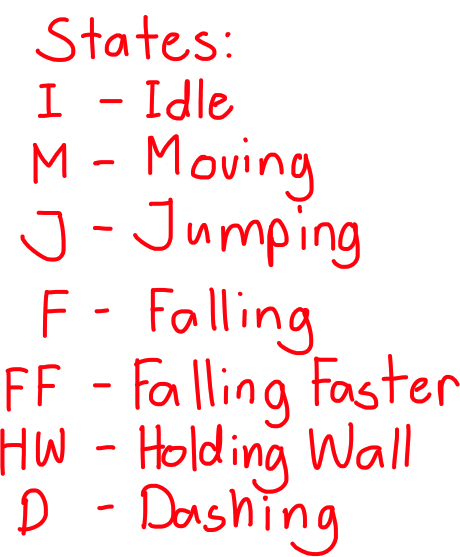 States:
I - Idle
M - Moving
J - Jumping
F - Falling
FF - Falling Faster
HW - Holding Wall
D - Dashing